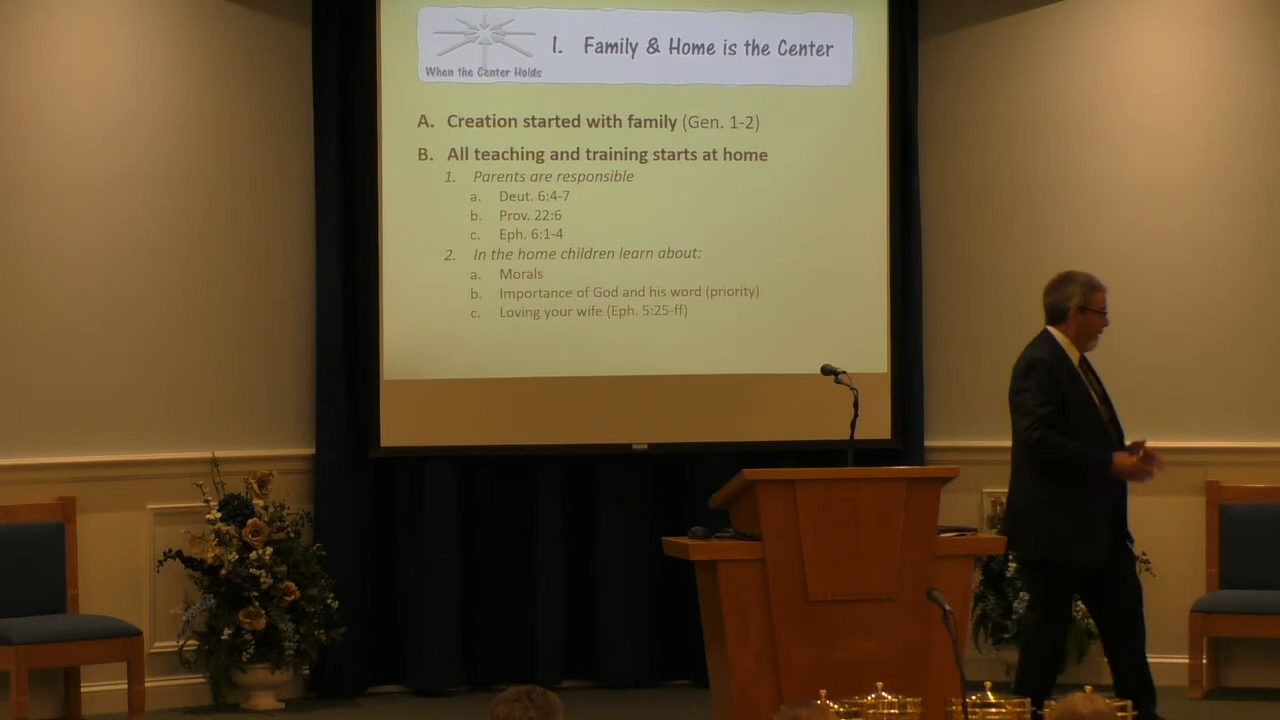 I. Family & Home is the Center
When the Center Holds
A. Creation started with family (Gen. 1-2)
B. All teaching and training starts at home
1. Parents are responsible
a. Deut. 6:4-7
b. Prov. 22:6
c. Eph. 6:1-4
2. In the home children learn about:
a. Morals
b. Importance of God and his word (priority)
c. Loving your wife (Eph. 5:25-ff)